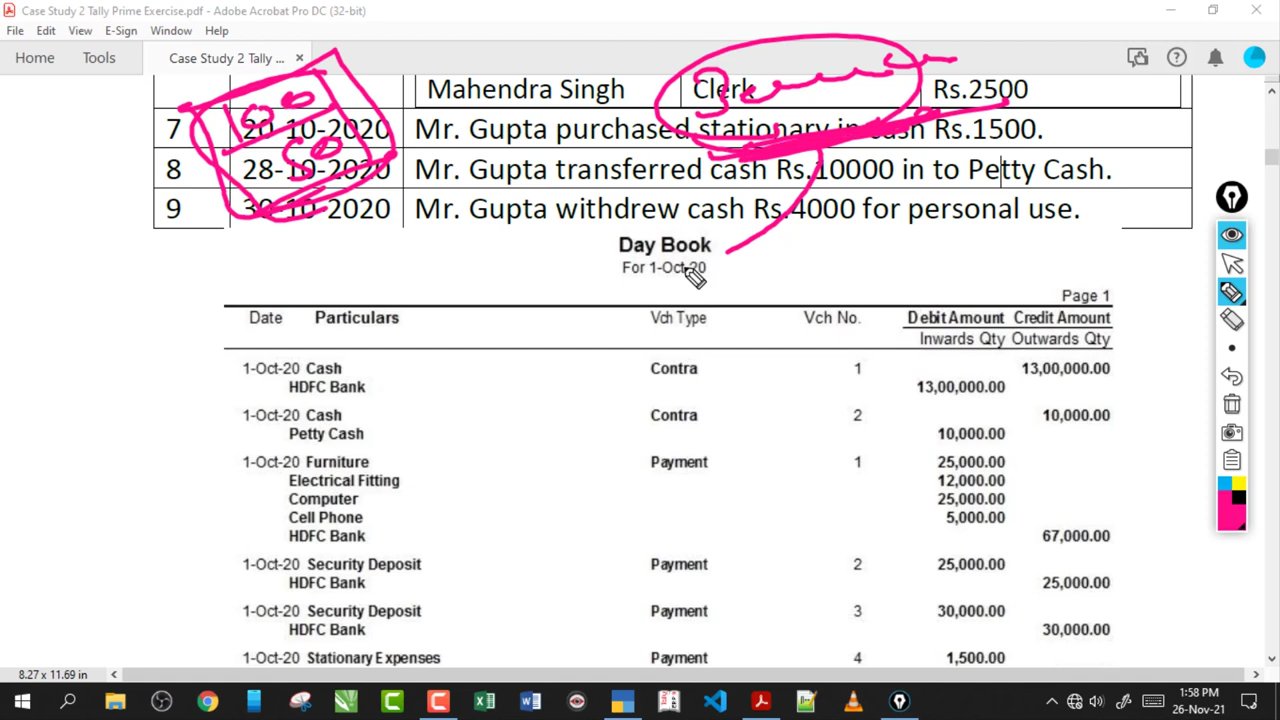 Case Study 2 Tally Prime Exercise.pdf - Adobe Acrobat Pro DC (32-bit)
File Edit View E-Sign Window Help
Home Tools Case Study 2 Tally ... ×
Mahendra Singh Clerk Rs.2500
7 20-10-2020 Mr. Gupta purchased stationary in cash Rs.1500.
8 28-10-2020 Mr. Gupta transferred cash Rs.10000 in to Petty Cash.
9 30-10-2020 Mr. Gupta withdrew cash Rs.4000 for personal use.
Day Book
For 1-Oct-20
Page 1
Date Particulars Vch Type Vch No. Debit Amount Credit Amount
Inwards Qty Outwards Qty
1-Oct-20 Cash Contra 1 13,00,000.00
HDFC Bank 13,00,000.00
1-Oct-20 Cash Contra 2 10,000.00
Petty Cash 10,000.00
1-Oct-20 Furniture Payment 1 25,000.00
Electrical Fitting 12,000.00
Computer 25,000.00
Cell Phone 5,000.00
HDFC Bank 67,000.00
1-Oct-20 Security Deposit Payment 2 25,000.00
HDFC Bank 25,000.00
1-Oct-20 Security Deposit Payment 3 30,000.00
HDFC Bank 30,000.00
1-Oct-20 Stationary Expenses Payment 4 1,500.00
8.27 x 11.69 in
1:58 PM
26-Nov-21